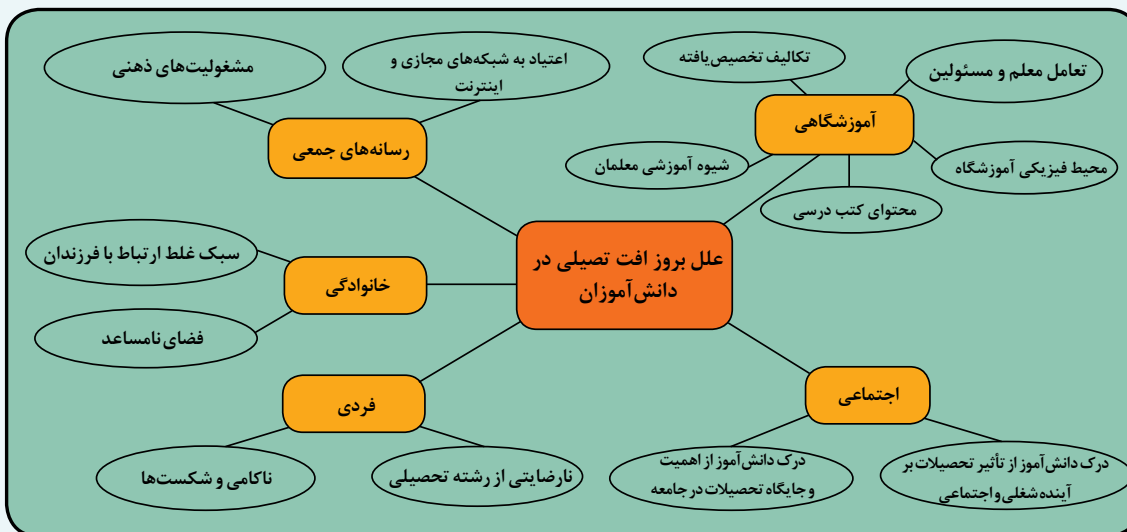 علل بروز افت تصیلی در
دانش‌آموزان
آموزشگاهی
تعامل معلم و مسئولین
تکالیف تخصیص‌یافته
محیط فیزیکی آموزشگاه
محتوای کتب درسی
شیوه آموزشی معلمان
رسانه‌های جمعی
اعتیاد به شبکه‌های مجازی و
اینترنت
مشغولیت‌های ذهنی
خانوادگی
سبک غلط ارتباط با فرزندان
فضای نامساعد
فردی
نارضایتی از رشته تحصیلی
ناکامی و شکست‌ها
اجتماعی
درک دانش‌آموز از تأثیر تحصیلات بر
آینده شغلی و اجتماعی
درک دانش‌آموز از اهمیت
و جایگاه تحصیلات در جامعه